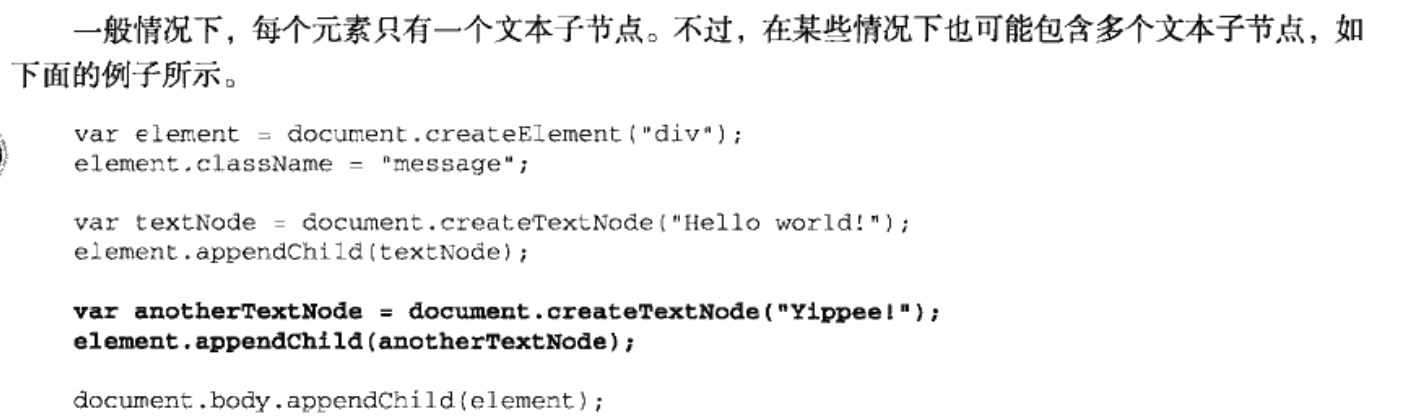 一般情况下，每个元素只有一个文本子节点。不过，在某些情况下也可能包含多个文本子节点，如
下面的例子所示。
var element = document.createElement("div");
element.className = "message";
var textNode = document.createTextNode("Hello world!");
element.appendChild(textNode);
var anotherTextNode = document.createTextNode("Yippee!");
element.appendChild(anotherTextNode);
document.body.appendChild(element);